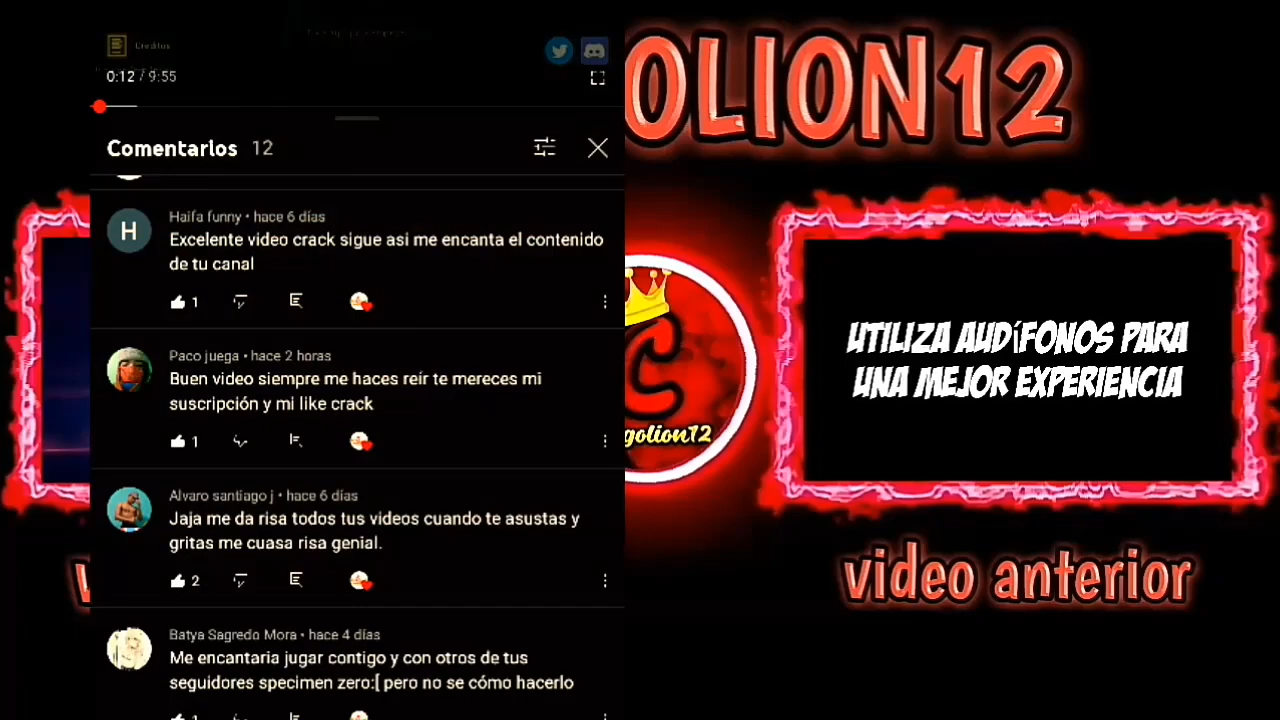 Creditos
0:12 / 9:55
Comentarlos 12
H
Haifa funny • hace 6 días
Excelente video crack sigue asi me encanta el contenido
de tu canal
1
Paco juega • hace 2 horas
Buen video siempre me haces reír te mereces mi
suscripción y mi like crack
1
Alvaro santiago j • hace 6 días
Jaja me da risa todos tus videos cuando te asustas y
gritas me cuasa risa genial.
2
Batya Sagredo Mora • hace 4 días
Me encantaria jugar contigo y con otros de tus
seguidores specimen zero:[ pero no se cómo hacerlo
1
OLION12
C
golion12
UTILIZA AUDÍFONOS PARA
UNA MEJOR EXPERIENCIA
video anterior